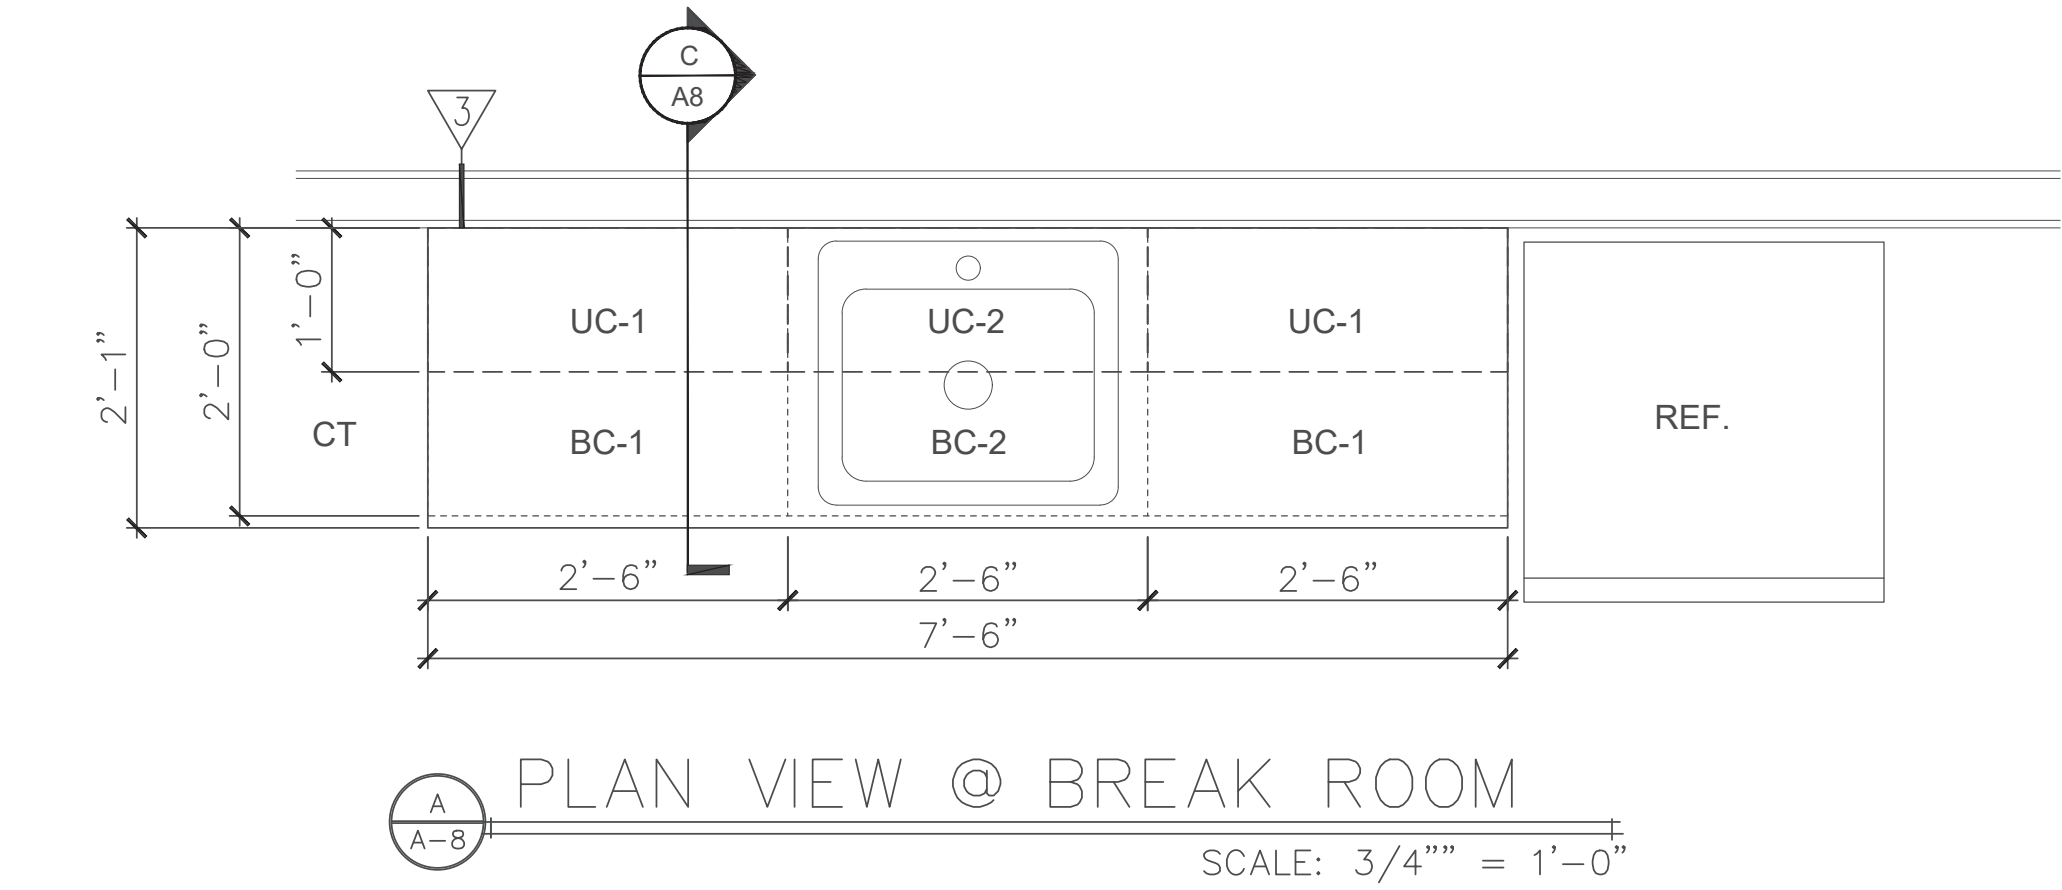 C
A8
3
1'-0"
2'-0"
2'-1"
CT
UC-1
UC-2
UC-1
BC-1
BC-2
BC-1
REF.
2'-6"
2'-6"
2'-6"
7'-6"
PLAN VIEW @ BREAK ROOM
A
A-8
SCALE: 3/4"" = 1'-0"